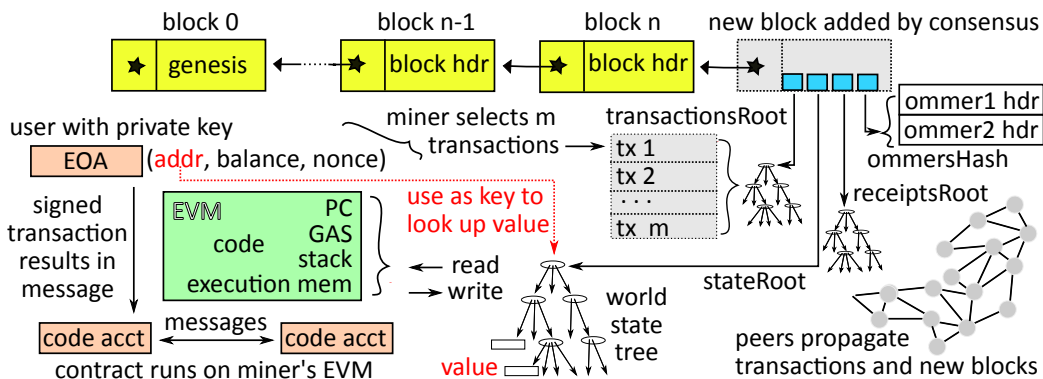 block 0
block n-1
block n
new block added by consensus
genesis
block hdr
block hdr
ommer1 hdr
ommer2 hdr
ommersHash
user with private key
EOA
(addr, balance, nonce)
miner selects m
transactions
transactionsRoot
tx 1
tx 2
. . .
tx m
receiptsRoot
signed
transaction
results in
message
EVM
code
PC
GAS
stack
execution mem
use as key to
look up value
read
write
stateRoot
world
state
tree
value
code acct
messages
code acct
contract runs on miner's EVM
peers propagate
transactions and new blocks